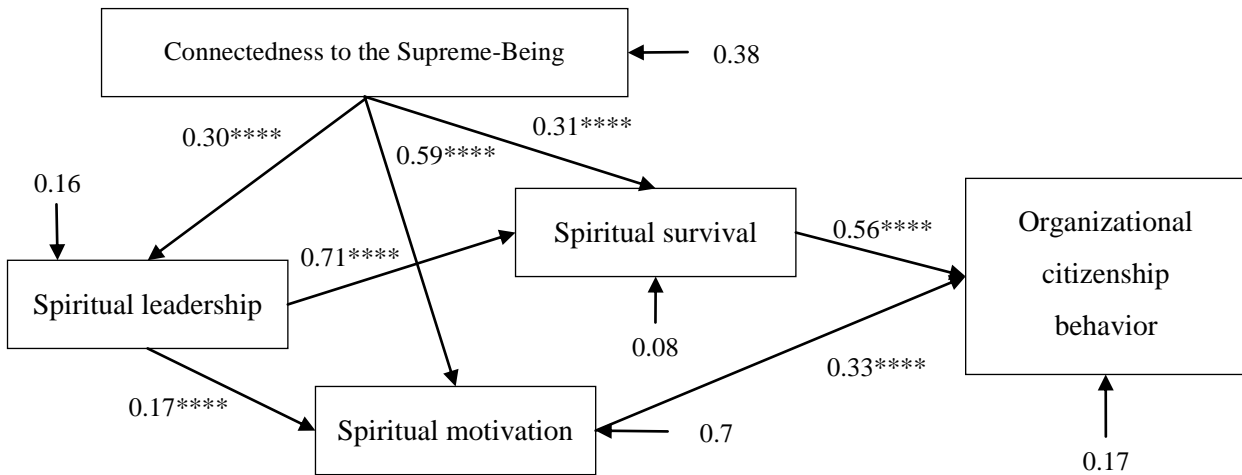 Connectedness to the Supreme-Being
0.38
0.30****
0.31****
0.59****
0.16
Spiritual survival
0.56****
Organizational
citizenship
behavior
0.71****
Spiritual leadership
0.08
0.33****
0.17****
Spiritual motivation
0.7
0.17